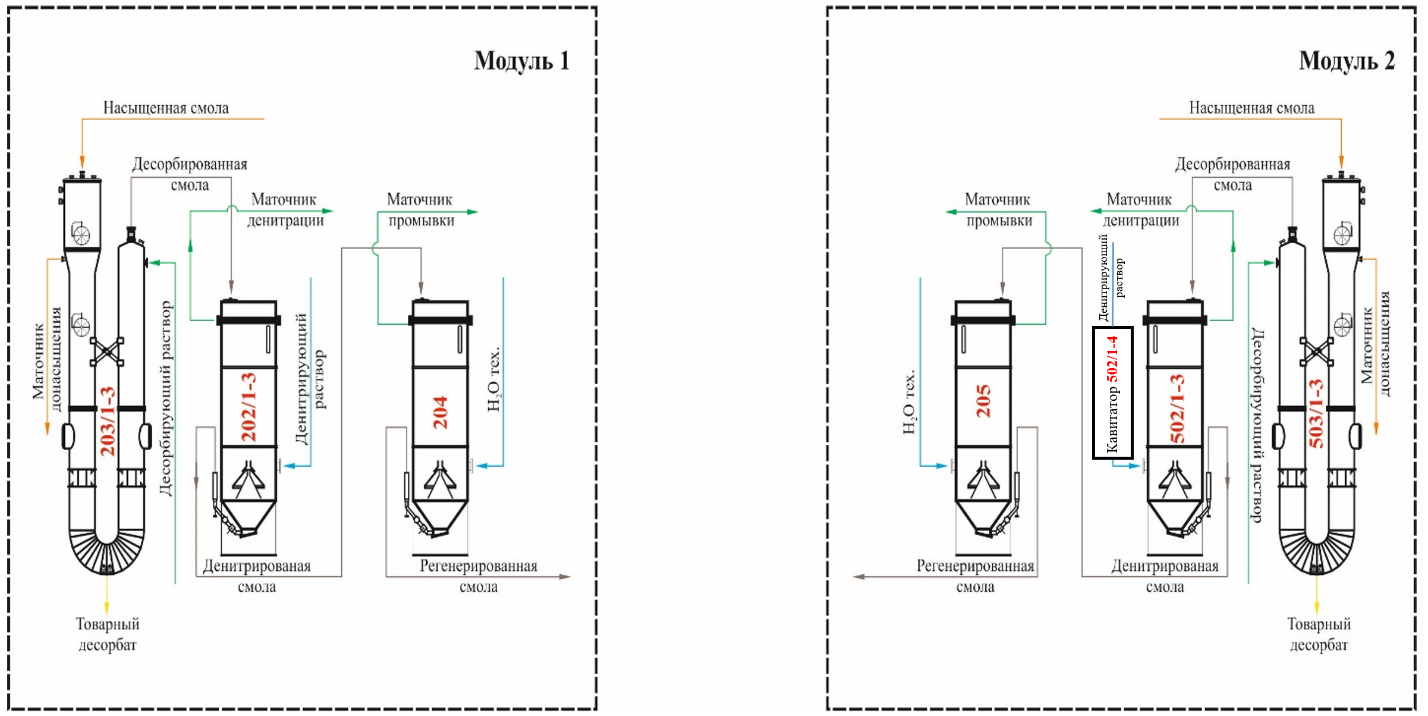 Модуль 1
Насыщенная смола
Десорбированная
смола
Маточник
денитрации
Маточник
промывки
Маточник
донасыщения
203/1-3
Десорбирующий раствор
202/1-3
Денитрирующий
раствор
204
H₂O тех.
Денитрированая
смола
Регенерированная
смола
Товарный
десорбат
Модуль 2
Насыщенная смола
Десорбированная
смола
Маточник
промывки
Маточник
денитрации
Денитрирующий
раствор
H₂O тех.
205
Кавитатор 502/1-4
502/1-3
Десорбирующий раствор
503/1-3
Маточник
донасыщения
Регенерированная
смола
Денитрированая
смола
Товарный
десорбат